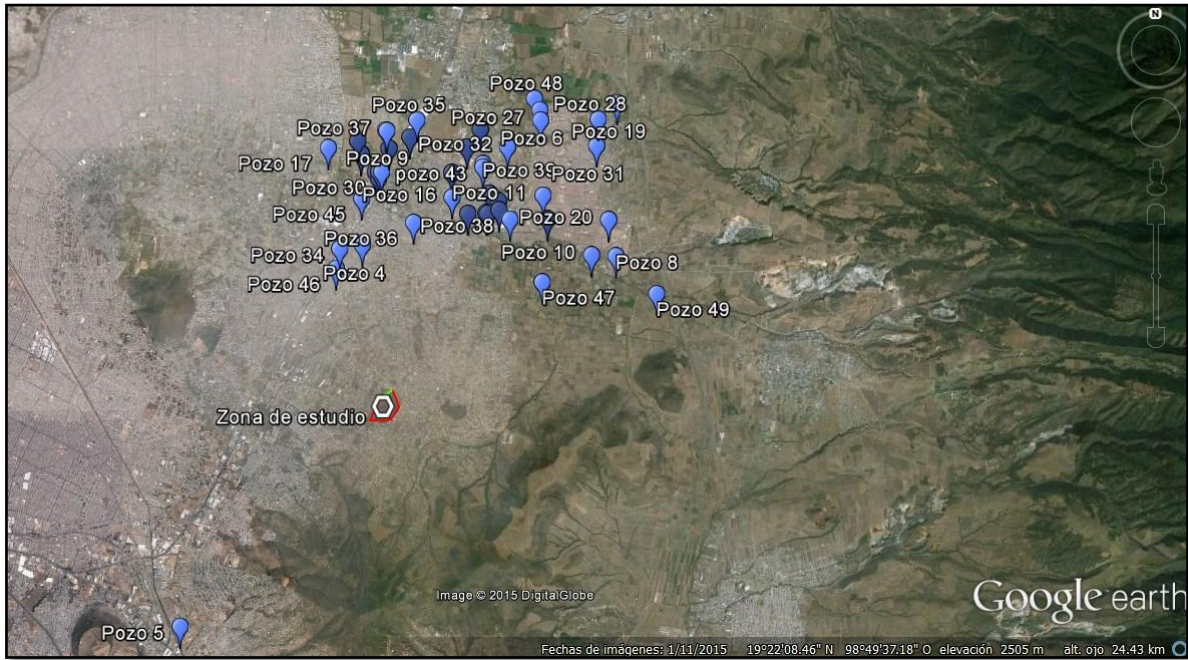 N
Pozo 48
Pozo 35
Pozo 28
Pozo 27
Pozo 37
Pozo 19
Pozo 6
Pozo 32
Pozo 9
Pozo 17
Pozo 39
Pozo 31
pozo 43
Pozo 30
Pozo 16
Pozo 11
Pozo 45
Pozo 20
Pozo 38
Pozo 36
Pozo 10
Pozo 34
Pozo 8
Pozo 4
Pozo 46
Pozo 47
Pozo 49
Zona de estudio
Image © 2015 DigitalGlobe
Google earth
Pozo 5
Fechas de imágenes: 1/11/2015 19°22'08.46" N 98°49'37.18" O elevación 2505 m alt. ojo 24.43 km